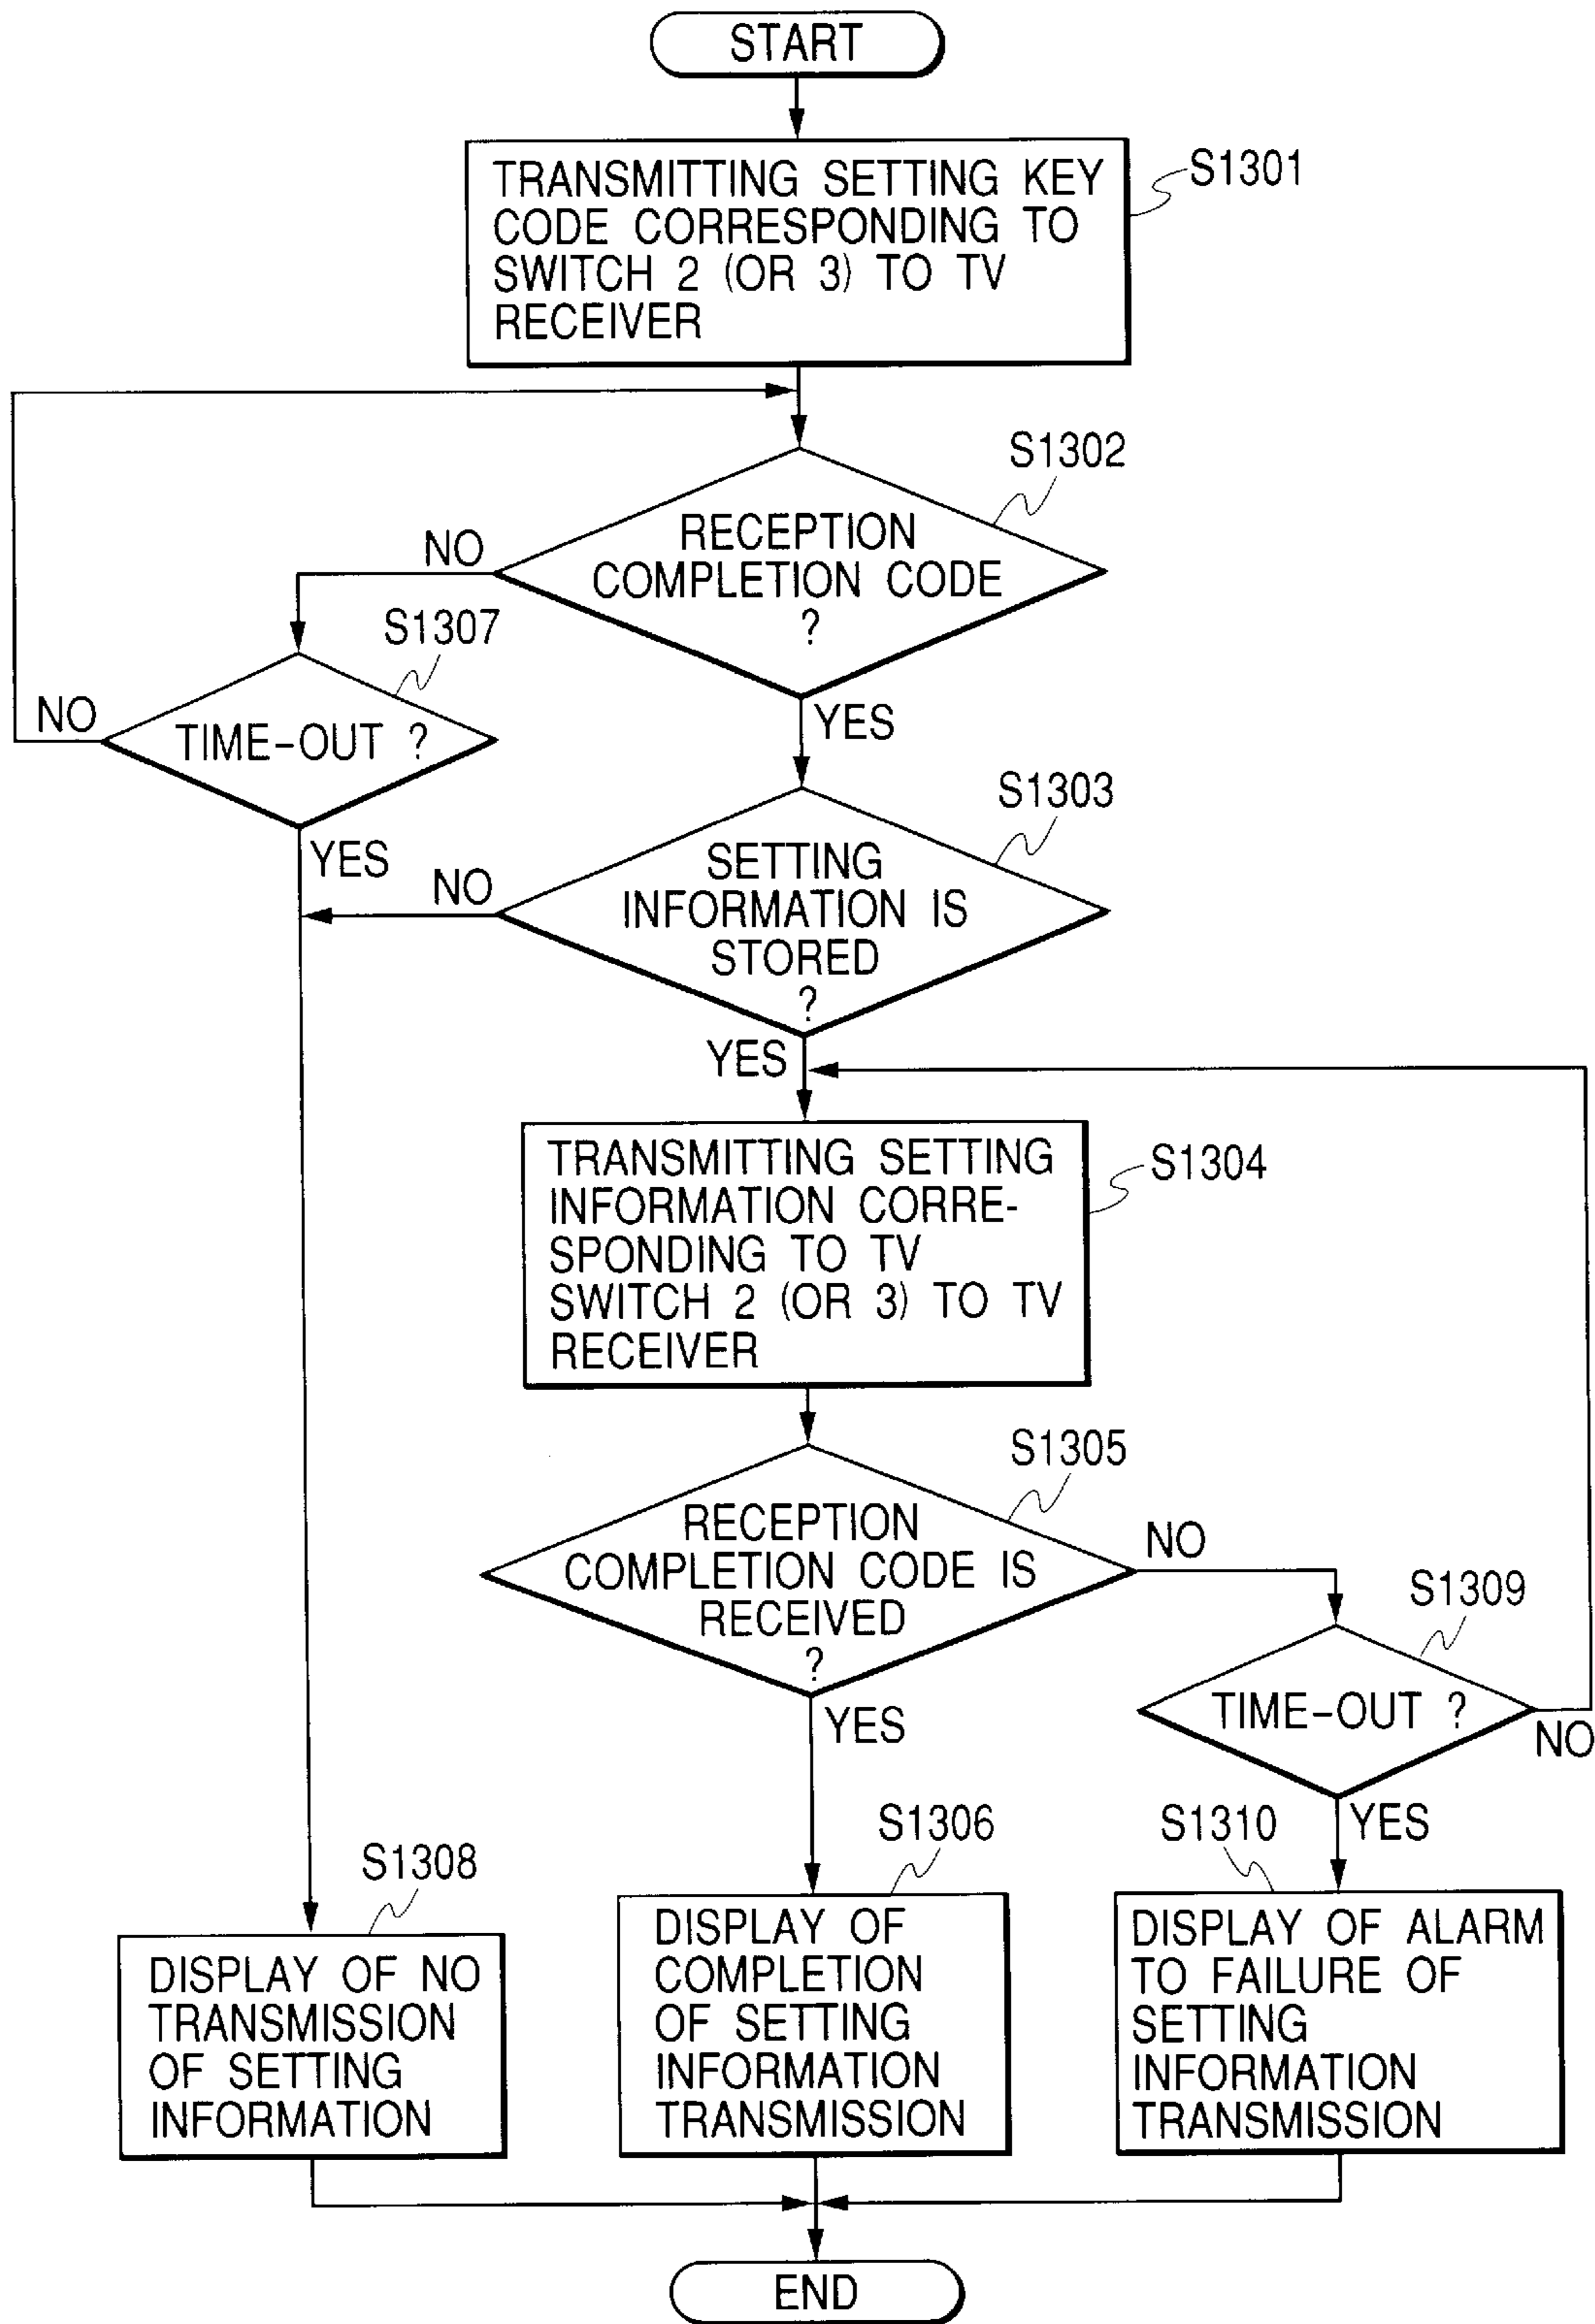 START
TRANSMITTING SETTING KEY
CODE CORRESPONDING TO
SWITCH 2 (OR 3) TO TV
RECEIVER
S1301
S1302
RECEPTION
COMPLETION CODE
?
NO
YES
S1307
TIME-OUT ?
NO
YES
S1303
SETTING
INFORMATION IS
STORED
?
NO
YES
TRANSMITTING SETTING
INFORMATION CORRE-
SPONDING TO TV
SWITCH 2 (OR 3) TO TV
RECEIVER
S1304
S1305
RECEPTION
COMPLETION CODE IS
RECEIVED
?
NO
YES
S1309
TIME-OUT ?
NO
YES
S1308
DISPLAY OF NO
TRANSMISSION
OF SETTING
INFORMATION
S1306
DISPLAY OF
COMPLETION
OF SETTING
INFORMATION
TRANSMISSION
S1310
DISPLAY OF ALARM
TO FAILURE OF
SETTING
INFORMATION
TRANSMISSION
END